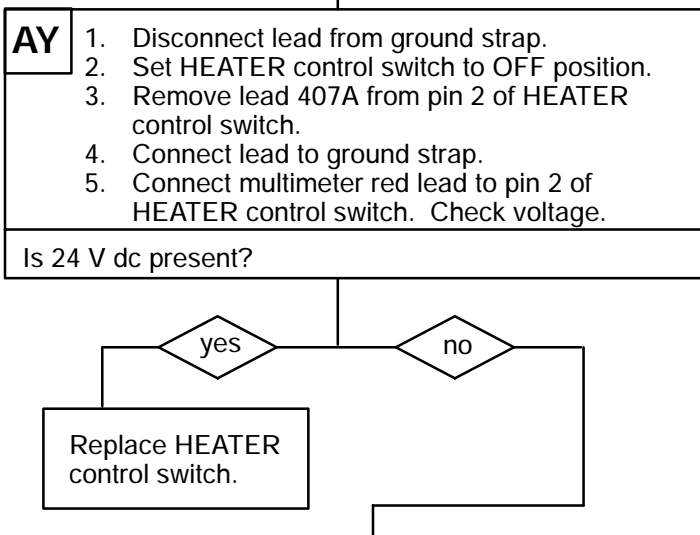 AY
1. Disconnect lead from ground strap.
2. Set HEATER control switch to OFF position.
3. Remove lead 407A from pin 2 of HEATER
control switch.
4. Connect lead to ground strap.
5. Connect multimeter red lead to pin 2 of
HEATER control switch. Check voltage.
Is 24 V dc present?
yes
no
Replace HEATER
control switch.